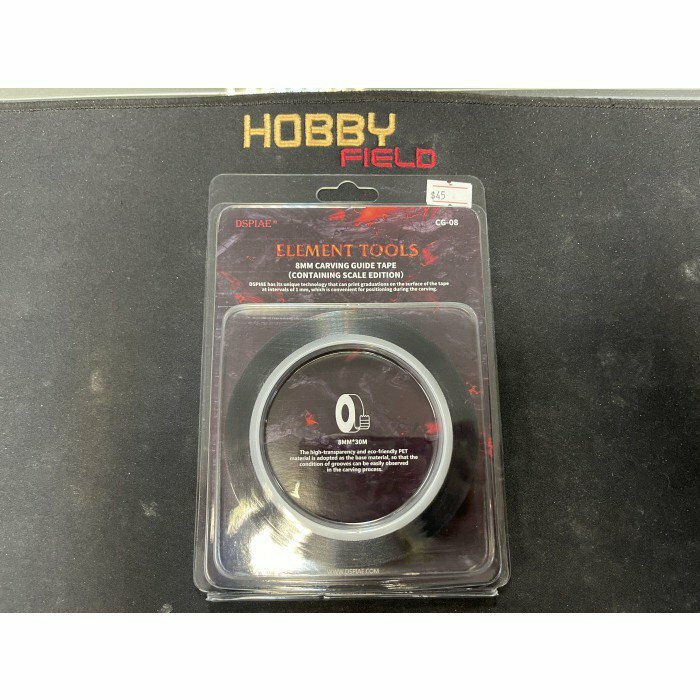 HOBBY
FIELD
$45
DSPIAE™
CG-08
ELEMENT TOOLS
8MM CARVING GUIDE TAPE
(CONTAINING SCALE EDITION)
DSPIAE has its unique technology that can print graduations on the surface of the tape
at intervals of 1 mm, which is convenient for positioning during the carving.
8MM*30M
The high-transparency and eco-friendly PET
material is adopted as the base material, so that the
condition of grooves can be easily observed
in the carving process.
WWW.DSPIAE.COM